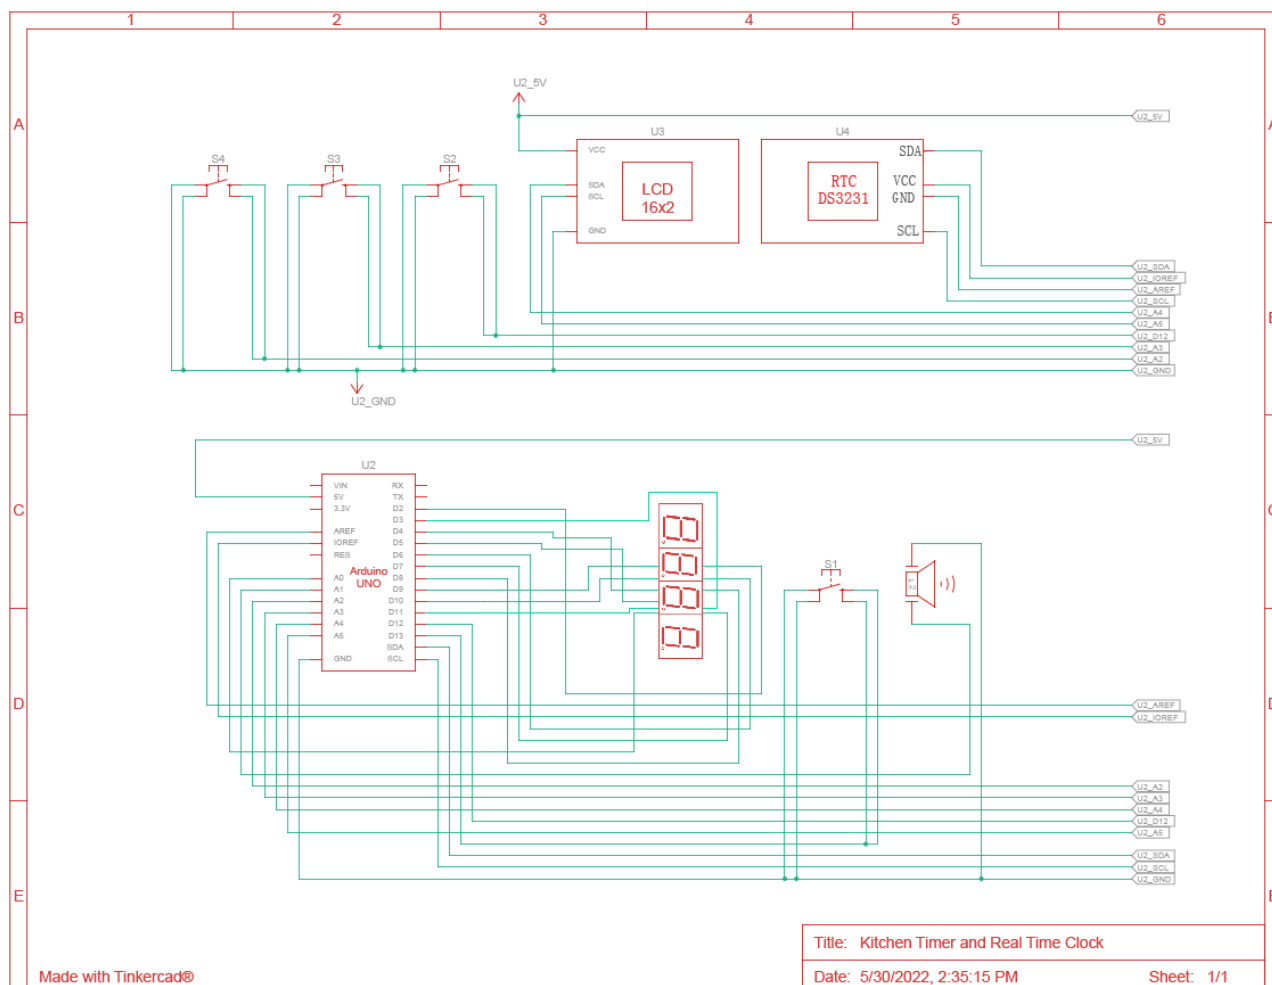 1 2 3 4 5 6
U2_5V
A
U2_5V
A
U3
U4
S4
S3
S2
VCC
SDA
SCL
GND
LCD
16x2
RTC
DS3231
SDA
VCC
GND
SCL
U2_SDA
U2_IOREF
U2_AREF
U2_SCL
U2_A4
U2_A5
U2_D12
U2_A3
U2_A2
U2_GND
B
B
U2_GND
U2_5V
U2
VIN
5V
3.3V
AREF
IOREF
RES
A0
A1
A2
A3
A4
A5
GND
Arduino
UNO
RX
TX
D2
D3
D4
D5
D6
D7
D8
D9
D10
D11
D12
D13
SDA
SCL
C
C
S1
1 2
D
D
U2_AREF
U2_IOREF
U2_A2
U2_A3
U2_A4
U2_D12
U2_A5
U2_SDA
U2_SCL
U2_GND
E
E
Title: Kitchen Timer and Real Time Clock
Made with Tinkercad®
Date: 5/30/2022, 2:35:15 PM Sheet: 1/1